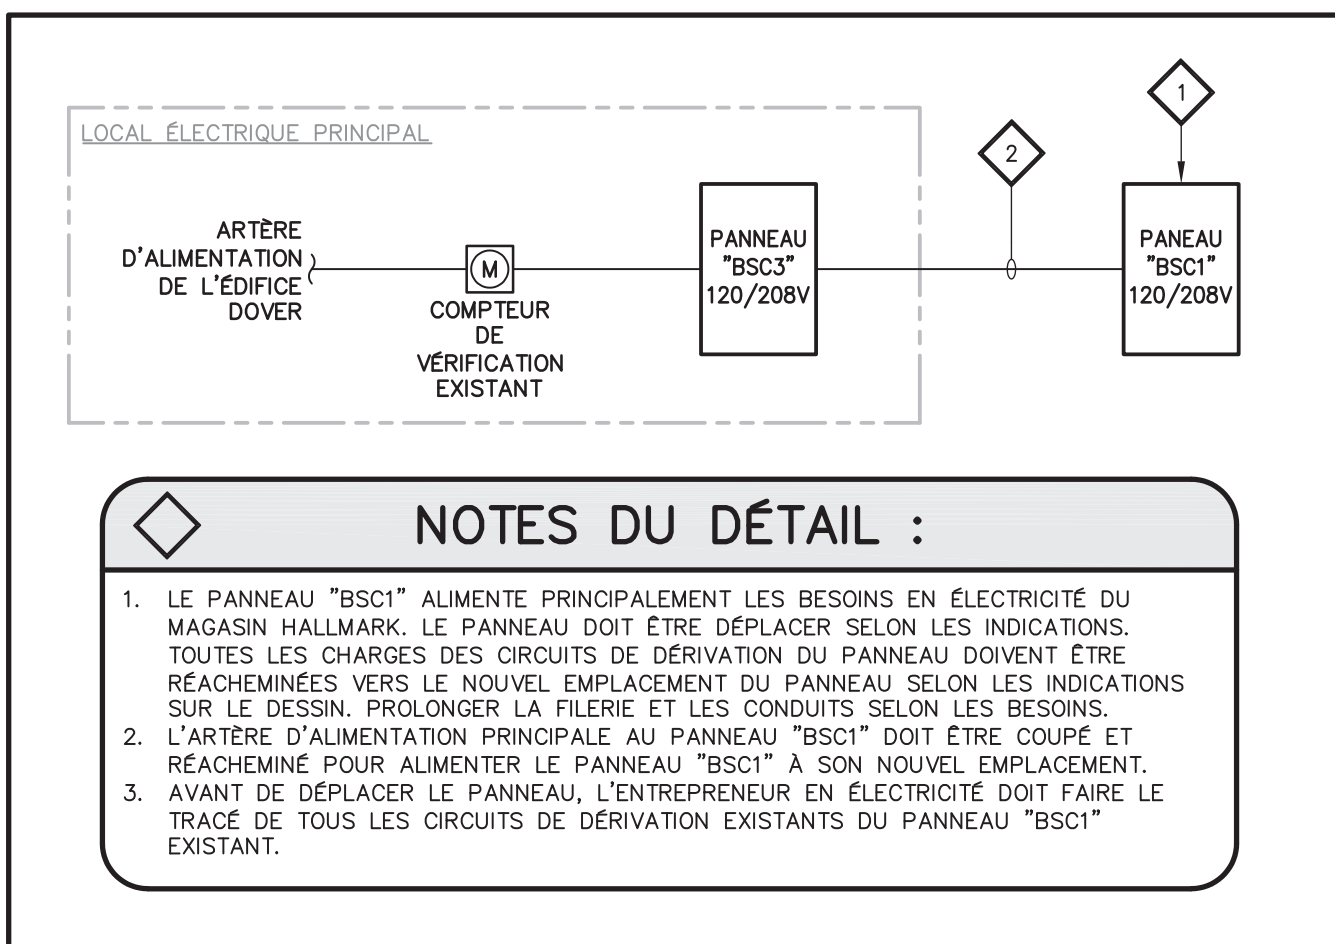 1
2
LOCAL ÉLECTRIQUE PRINCIPAL
ARTÈRE
D'ALIMENTATION
DE L'ÉDIFICE
DOVER
M
COMPTEUR
DE
VÉRIFICATION
EXISTANT
PANNEAU
"BSC3"
120/208V
PANEAU
"BSC1"
120/208V
NOTES DU DÉTAIL :
1. LE PANNEAU "BSC1" ALIMENTE PRINCIPALEMENT LES BESOINS EN ÉLECTRICITÉ DU
MAGASIN HALLMARK. LE PANNEAU DOIT ÊTRE DÉPLACER SELON LES INDICATIONS.
TOUTES LES CHARGES DES CIRCUITS DE DÉRIVATION DU PANNEAU DOIVENT ÊTRE
RÉACHEMINÉES VERS LE NOUVEL EMPLACEMENT DU PANNEAU SELON LES INDICATIONS
SUR LE DESSIN. PROLONGER LA FILERIE ET LES CONDUITS SELON LES BESOINS.
2. L'ARTÈRE D'ALIMENTATION PRINCIPALE AU PANNEAU "BSC1" DOIT ÊTRE COUPÉ ET
RÉACHEMINÉ POUR ALIMENTER LE PANNEAU "BSC1" À SON NOUVEL EMPLACEMENT.
3. AVANT DE DÉPLACER LE PANNEAU, L'ENTREPRENEUR EN ÉLECTRICITÉ DOIT FAIRE LE
TRACÉ DE TOUS LES CIRCUITS DE DÉRIVATION EXISTANTS DU PANNEAU "BSC1"
EXISTANT.